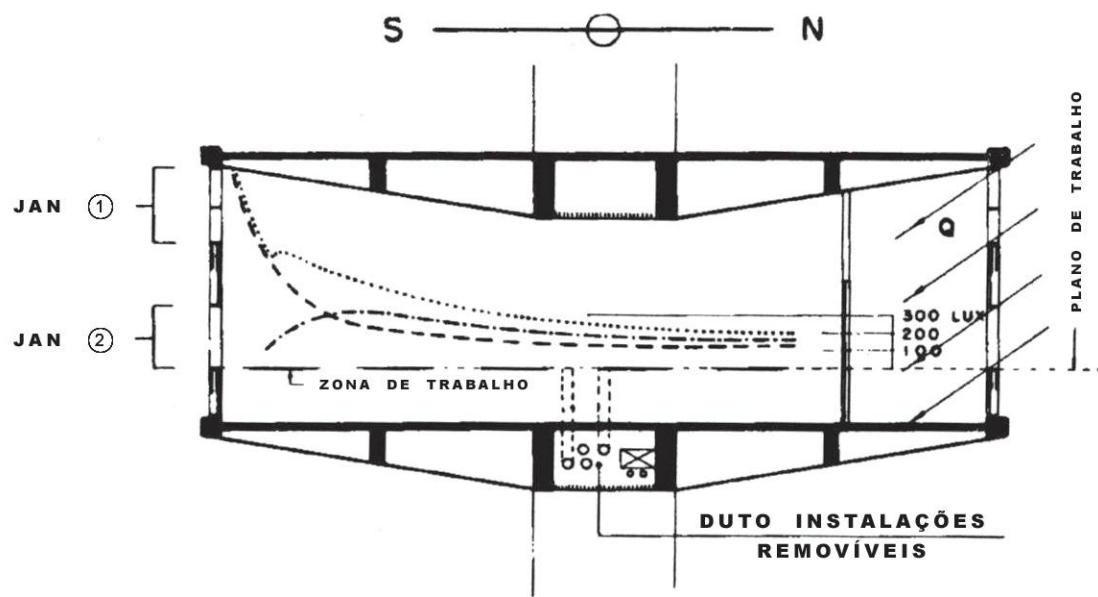 S N
PLANO DE TRABALHO
JAN 1
Q
300 LUX
200
100
JAN 2
ZONA DE TRABALHO
DUTO INSTALAÇÕES
REMOVÍVEIS